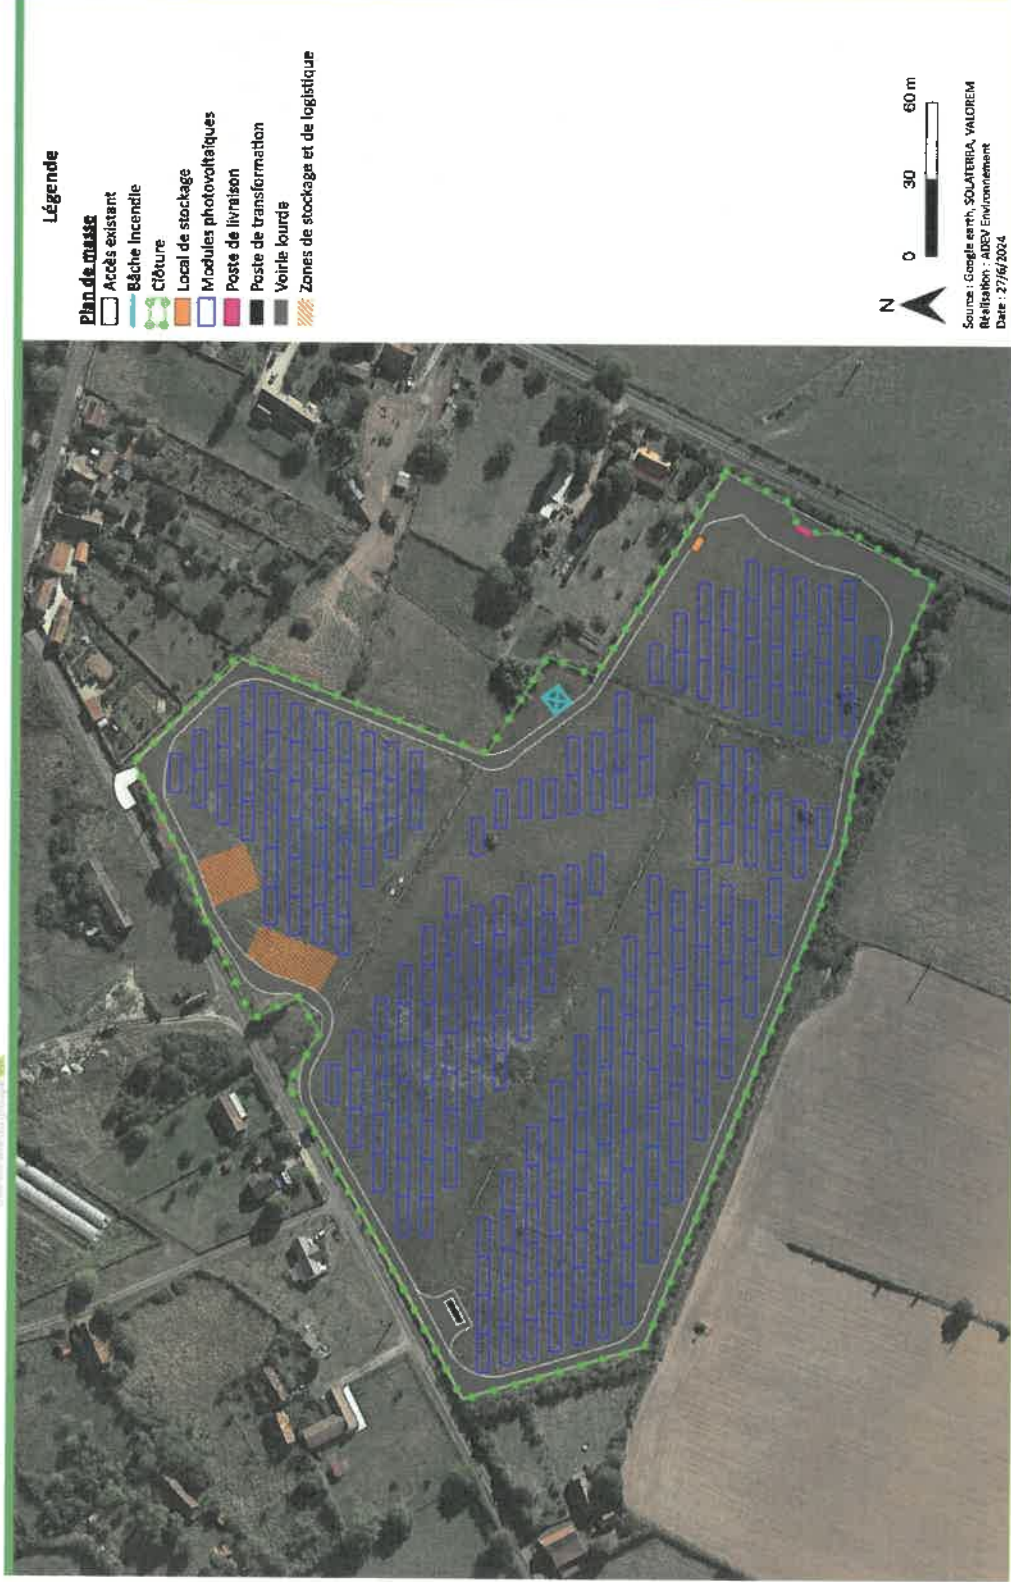 Légende
Plan de masse
Accès existant
Bâche Incendie
Clôture
Local de stockage
Modules photovoltaïques
Poste de livraison
Poste de transformation
Voirie lourde
Zones de stockage et de logistique
N
0 30 60 m
Source : Google earth, SOLATERRA, VALOREM
Réalisation : ADEV Environnement
Date : 27/6/2024